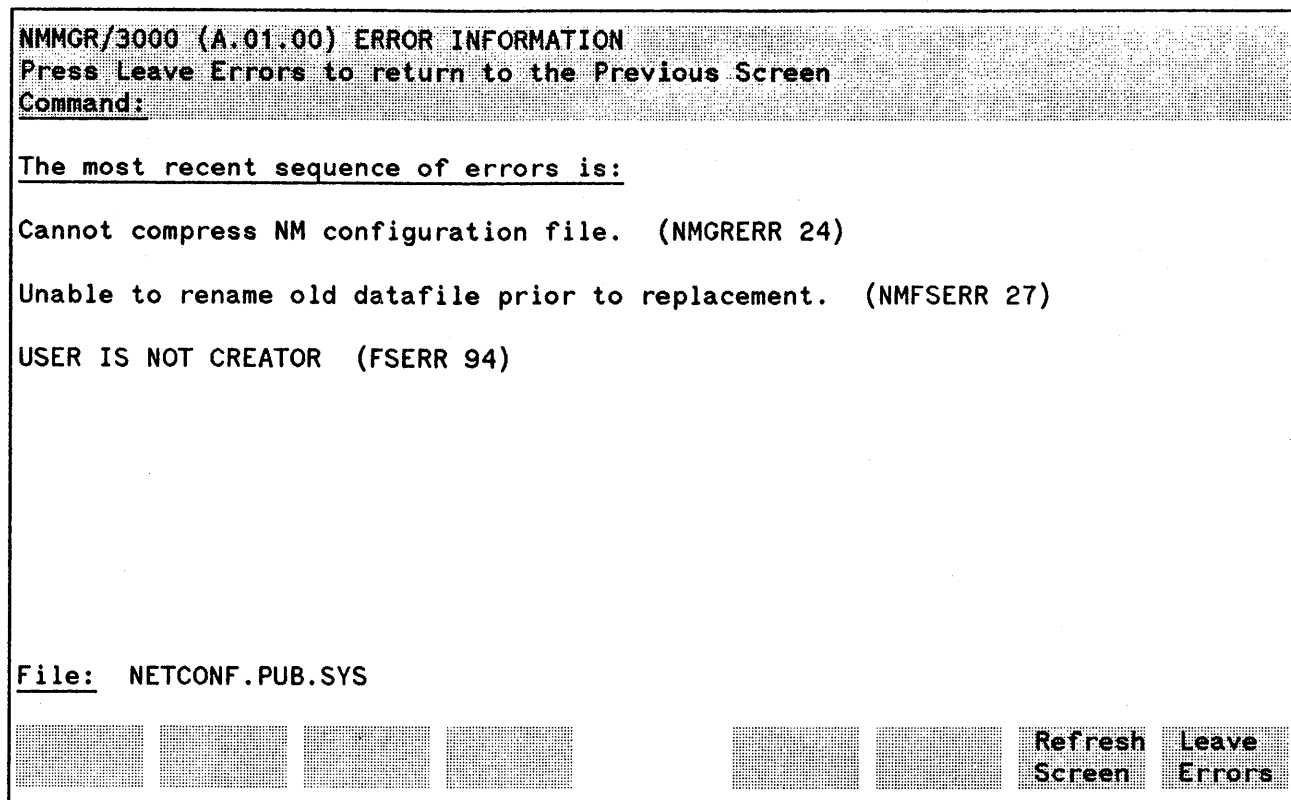 NMMGR/3000 (A.01.00) ERROR INFORMATION
Press Leave Errors to return to the Previous Screen
Command:
The most recent sequence of errors is:
Cannot compress NM configuration file. (NMGRERR 24)
Unable to rename old datafile prior to replacement. (NMFSERR 27)
USER IS NOT CREATOR (FSERR 94)
File: NETCONF.PUB.SYS
Refresh Leave
Screen Errors